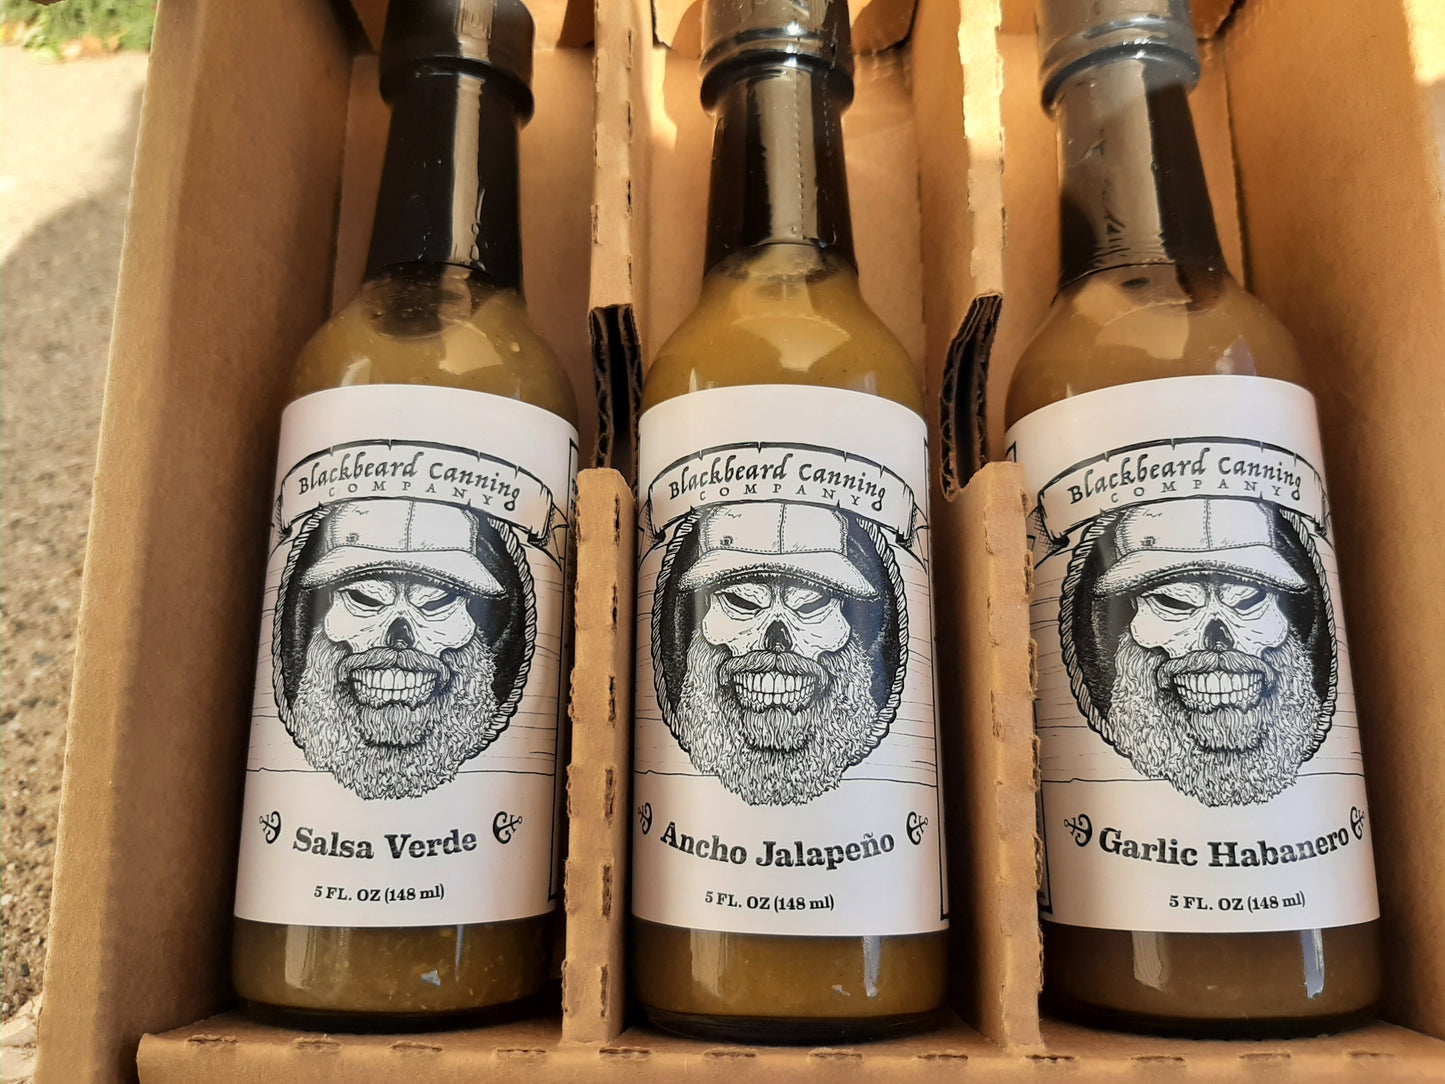 Blackbeard Canning
COMPANY
Salsa Verde
5 FL. OZ (148 ml)
Blackbeard Canning
COMPANY
Ancho Jalapeño
5 FL. OZ (148 ml)
Blackbeard Canning
COMPANY
Garlic Habanero
5 FL. OZ (148 ml)